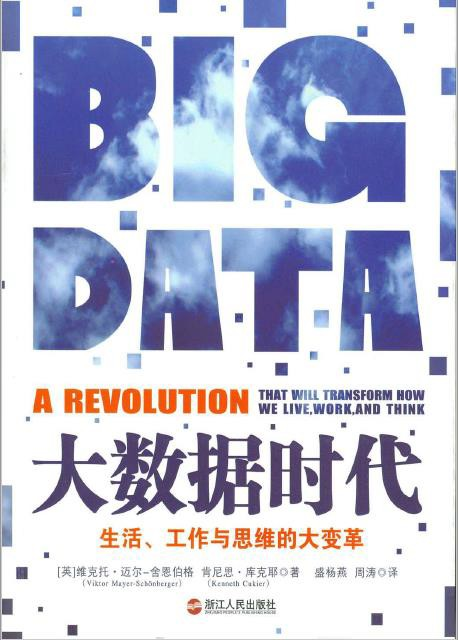 BIG
DATA
A REVOLUTION THAT WILL TRANSFORM HOW
WE LIVE,WORK,AND THINK
大数据时代
生活、工作与思维的大变革
[英]维克托·迈尔-舍恩伯格 肯尼思·库克耶◎著 盛杨燕 周涛◎译
(Viktor Mayer-Schönberger) (Kenneth Cukier)
浙江人民出版社